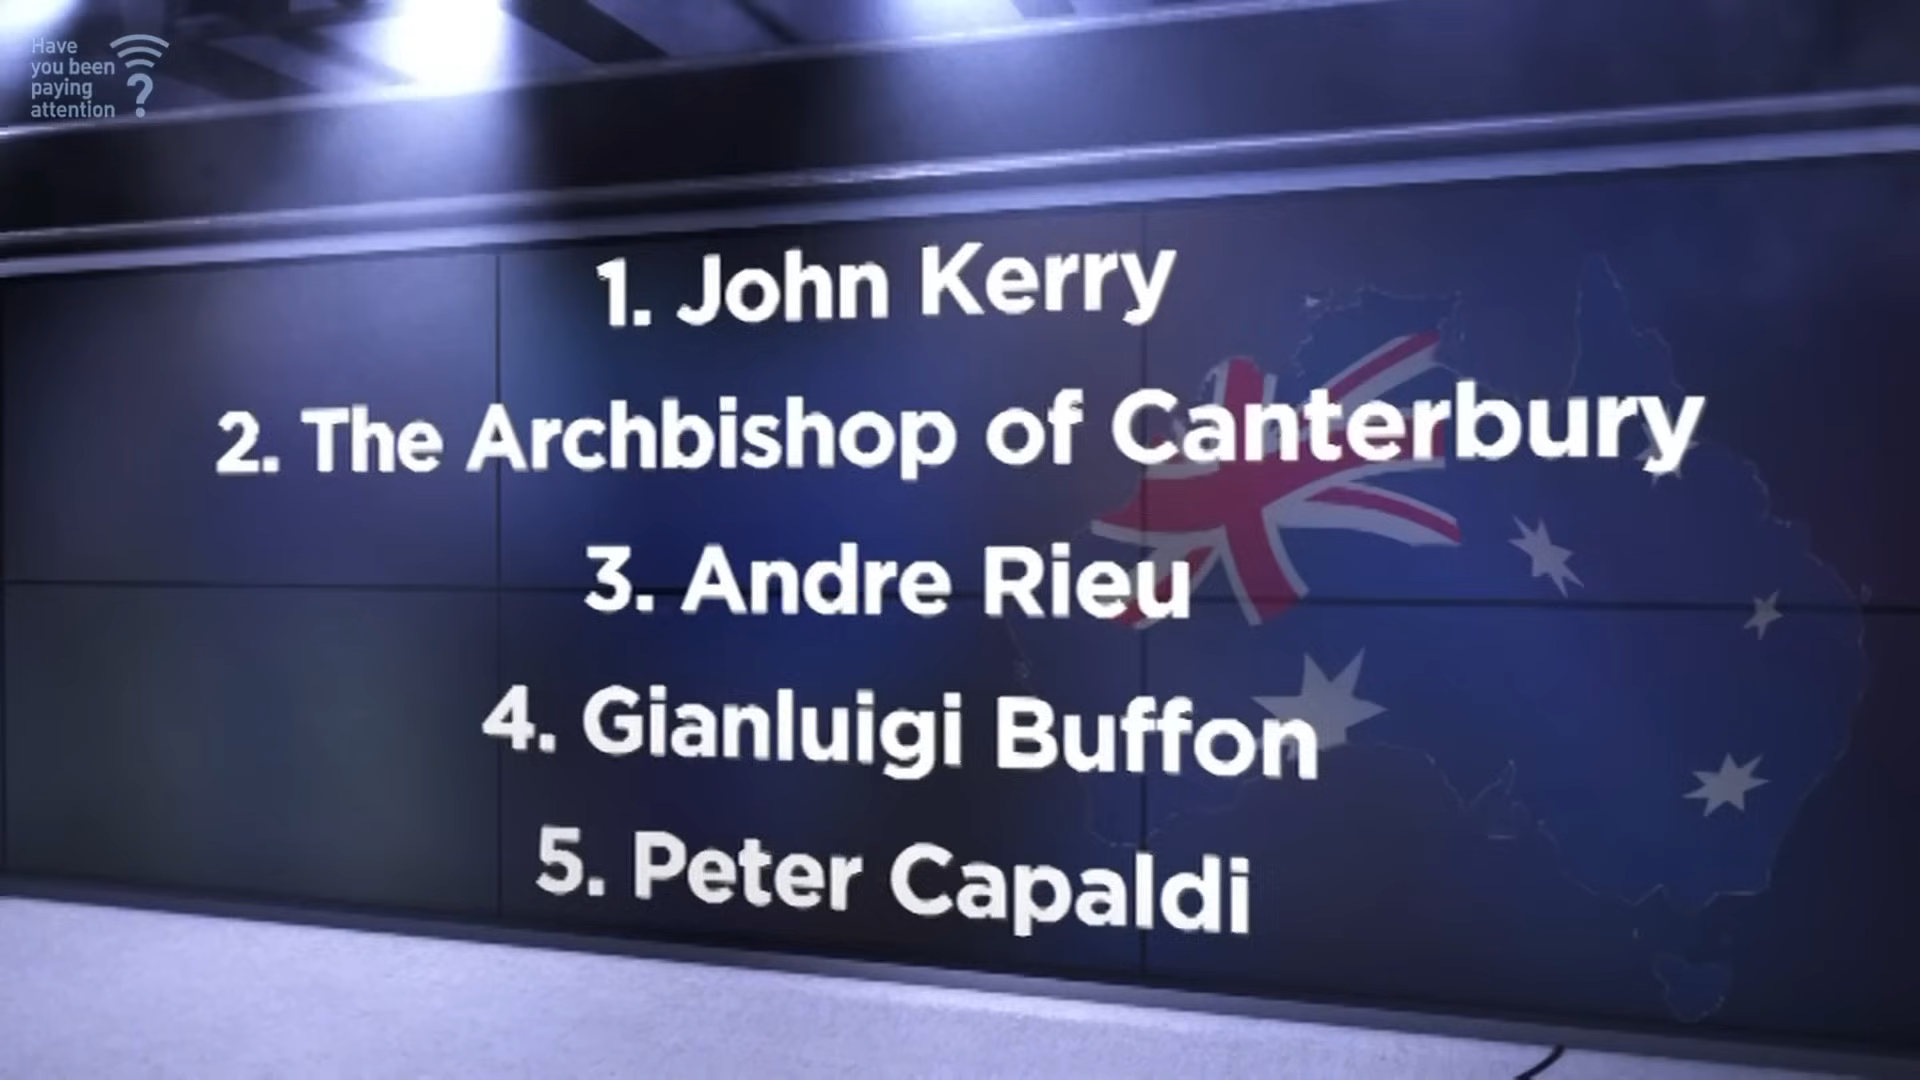 Have
you been
paying
attention
?
1. John Kerry
2. The Archbishop of Canterbury
3. Andre Rieu
4. Gianluigi Buffon
5. Peter Capaldi